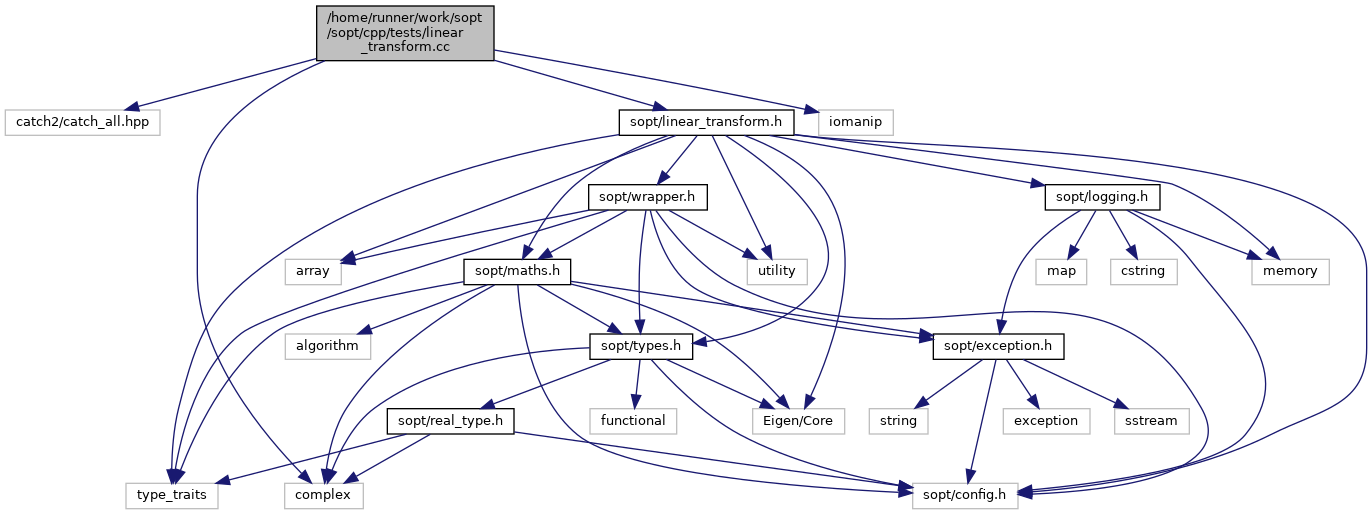 /home/runner/work/sopt
/sopt/cpp/tests/linear
_transform.cc
catch2/catch_all.hpp
sopt/linear_transform.h
iomanip
sopt/wrapper.h
sopt/logging.h
array
sopt/maths.h
utility
map
cstring
memory
algorithm
sopt/types.h
sopt/exception.h
sopt/real_type.h
functional
Eigen/Core
string
exception
sstream
type_traits
complex
sopt/config.h